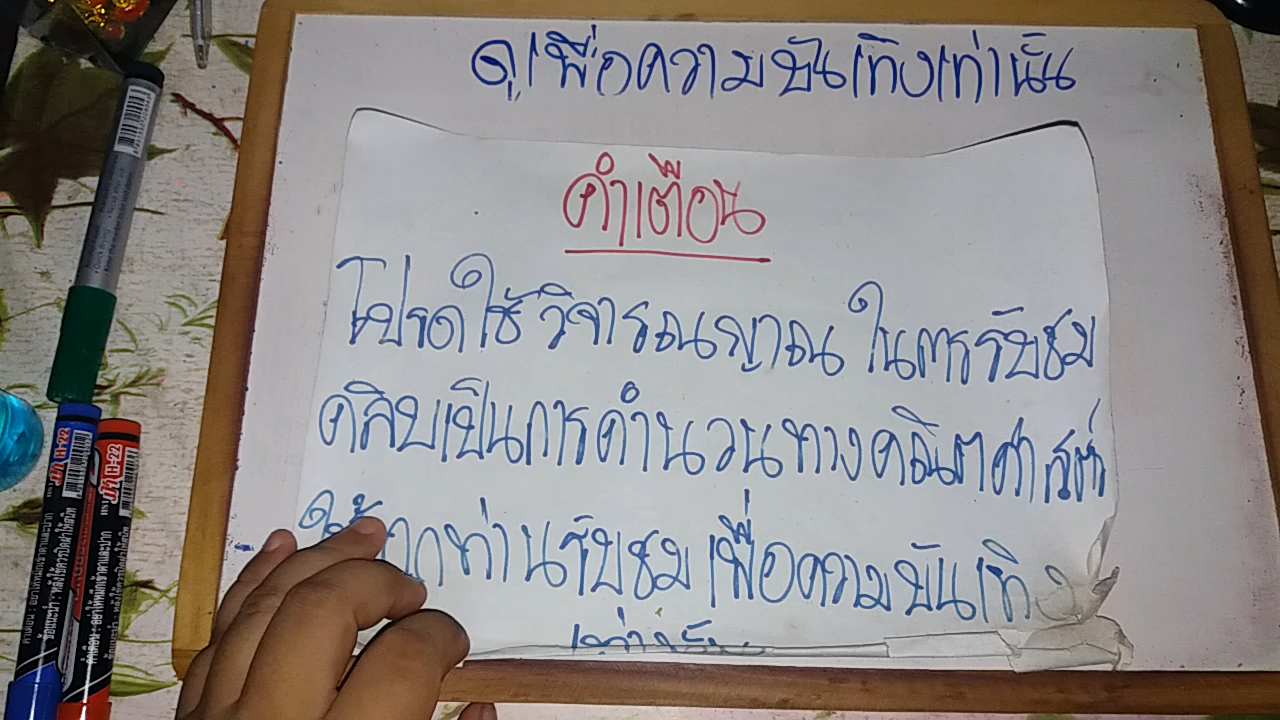 ดูเพื่อความบันเทิงเท่านั้น
คำเตือน
โปรดใช้วิจารณญาณในการรับชม
คลิบเป็นการคำนวนทางคณิตศาสตร์
ท่านรับชมเพื่อความบันเทิง
H-22
H-22